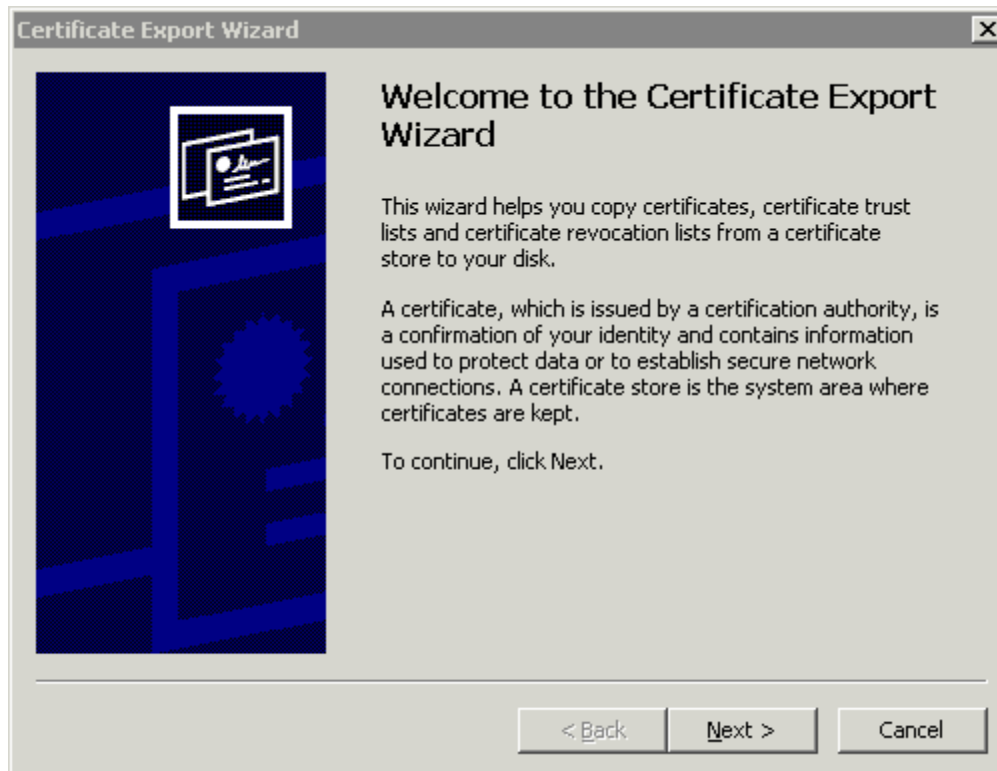 Certificate Export Wizard
Welcome to the Certificate Export
Wizard
This wizard helps you copy certificates, certificate trust
lists and certificate revocation lists from a certificate
store to your disk.
A certificate, which is issued by a certification authority, is
a confirmation of your identity and contains information
used to protect data or to establish secure network
connections. A certificate store is the system area where
certificates are kept.
To continue, click Next.
< Back Next > Cancel